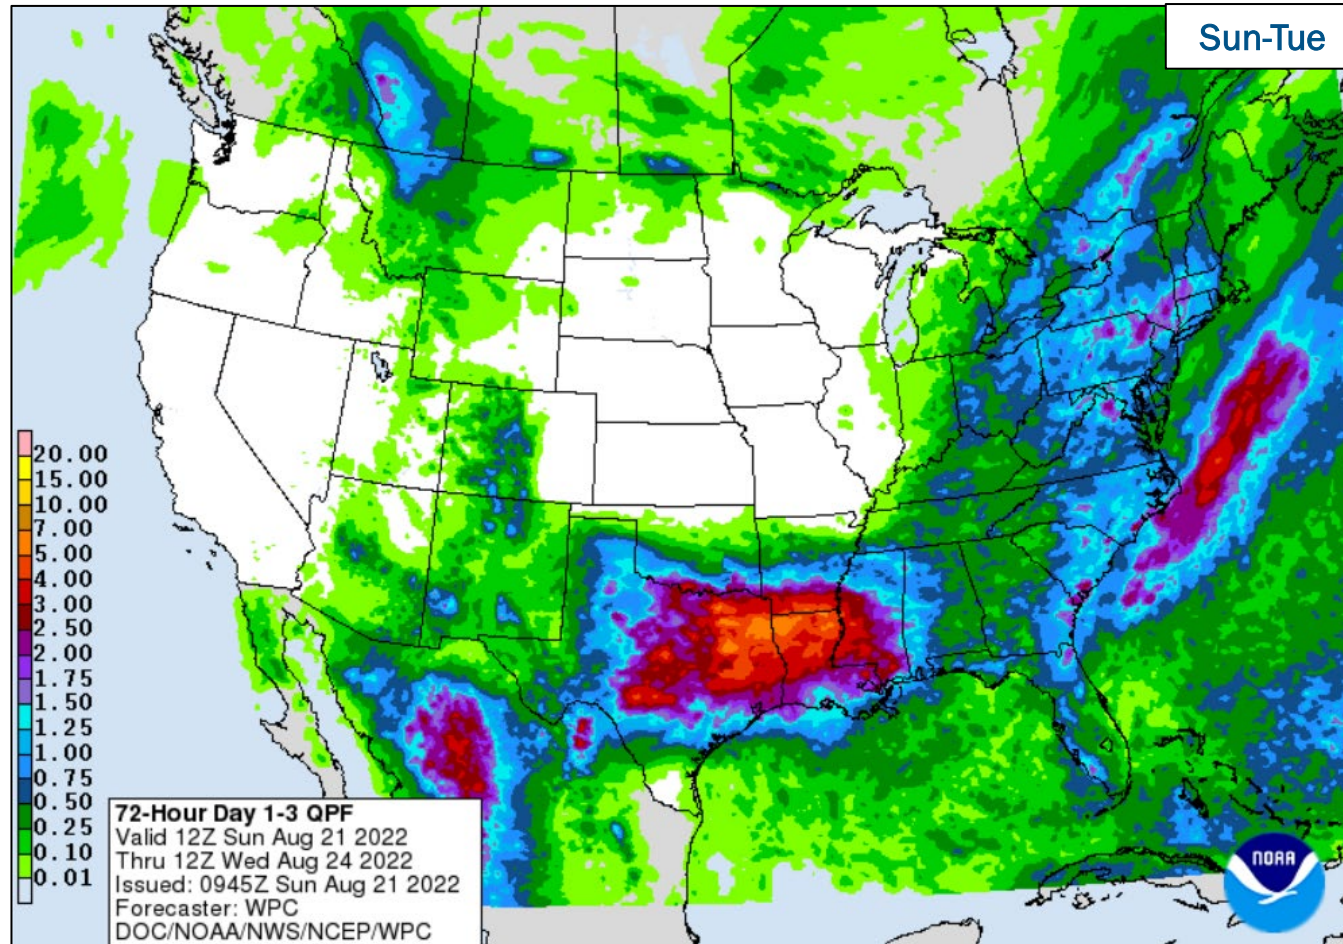 Sun-Tue
20.00
15.00
10.00
7.00
5.00
4.00
3.00
2.50
2.00
1.75
1.50
1.25
1.00
0.75
0.50
0.25
0.10
0.01
72-Hour Day 1-3 QPF
Valid 12Z Sun Aug 21 2022
Thru 12Z Wed Aug 24 2022
Issued: 0945Z Sun Aug 21 2022
Forecaster: WPC
DOC/NOAA/NWS/NCEP/WPC
NOAA